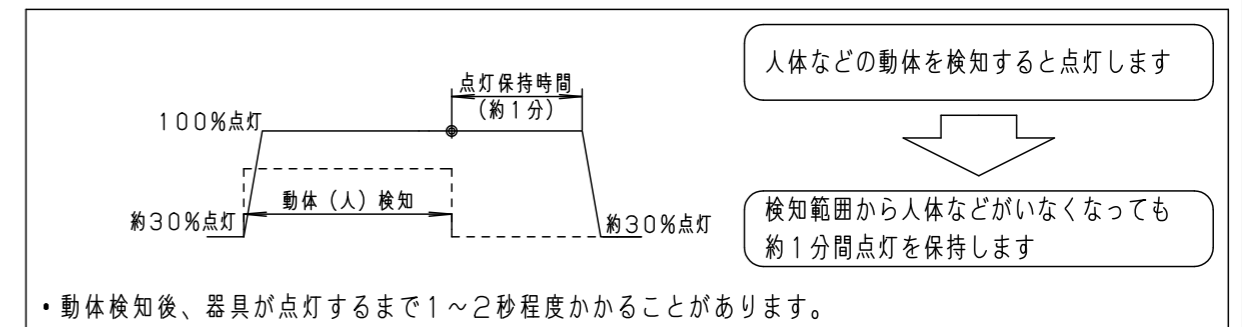 点灯保持時間
(約1分)
100%点灯
動体(人)検知
約30%点灯
約30%点灯
人体などの動体を検知すると点灯します
検知範囲から人体などがいなくなっても
約1分間点灯を保持します
・動体検知後、器具が点灯するまで1~2秒程度かかることがあります。